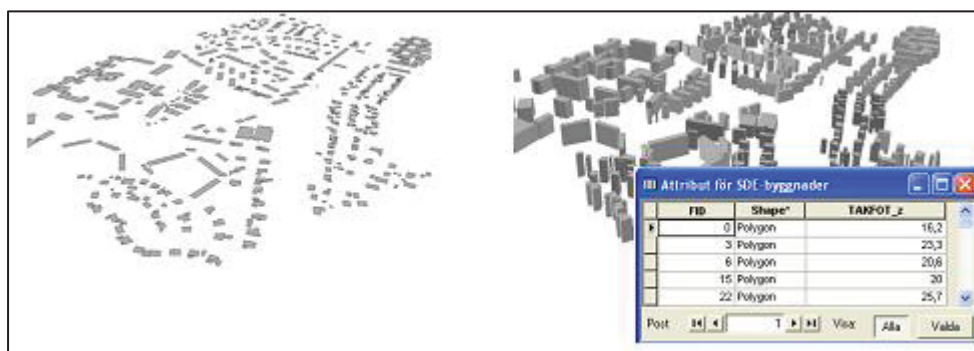 Attribut för SDE-byggnader
FID Shape* TAKFOT_z
0 Polygon 16,2
3 Polygon 23,3
6 Polygon 20,6
15 Polygon 20
22 Polygon 25,7
Post 1 Visa: Alla Valda